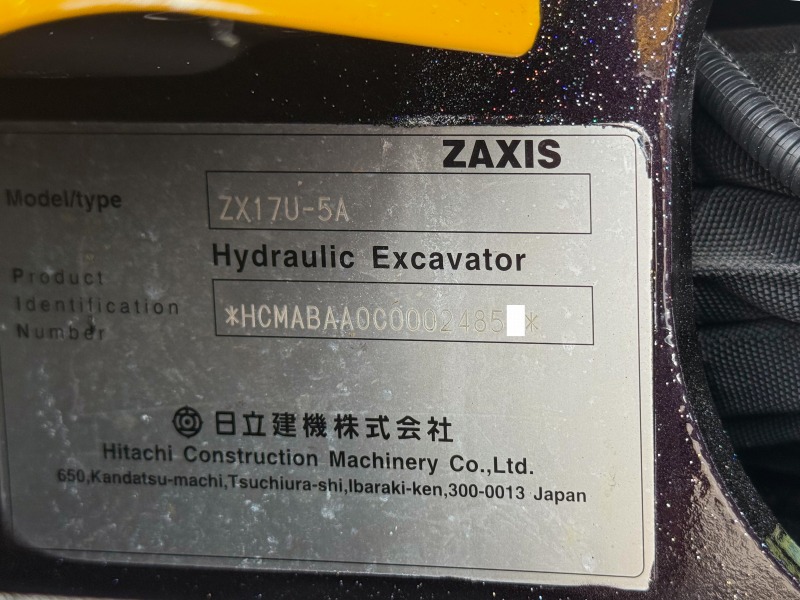 ZAXIS
Model/type ZX17U-5A
Hydraulic Excavator
Product
Identification
Number
*HCMABAA0C0002485 *
日立建機株式会社
Hitachi Construction Machinery Co.,Ltd.
650,Kandatsu-machi,Tsuchiura-shi,Ibaraki-ken,300-0013 Japan